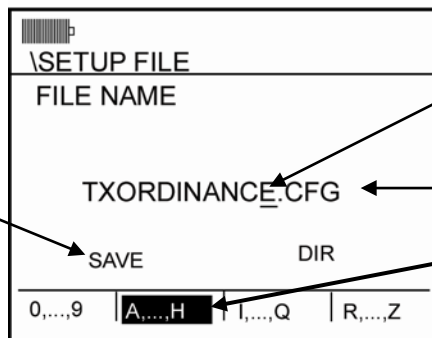 \SETUP FILE
FILE NAME
TXORDINANCE.CFG
SAVE DIR
0,...,9 A,...,H I,...,Q R,...,Z